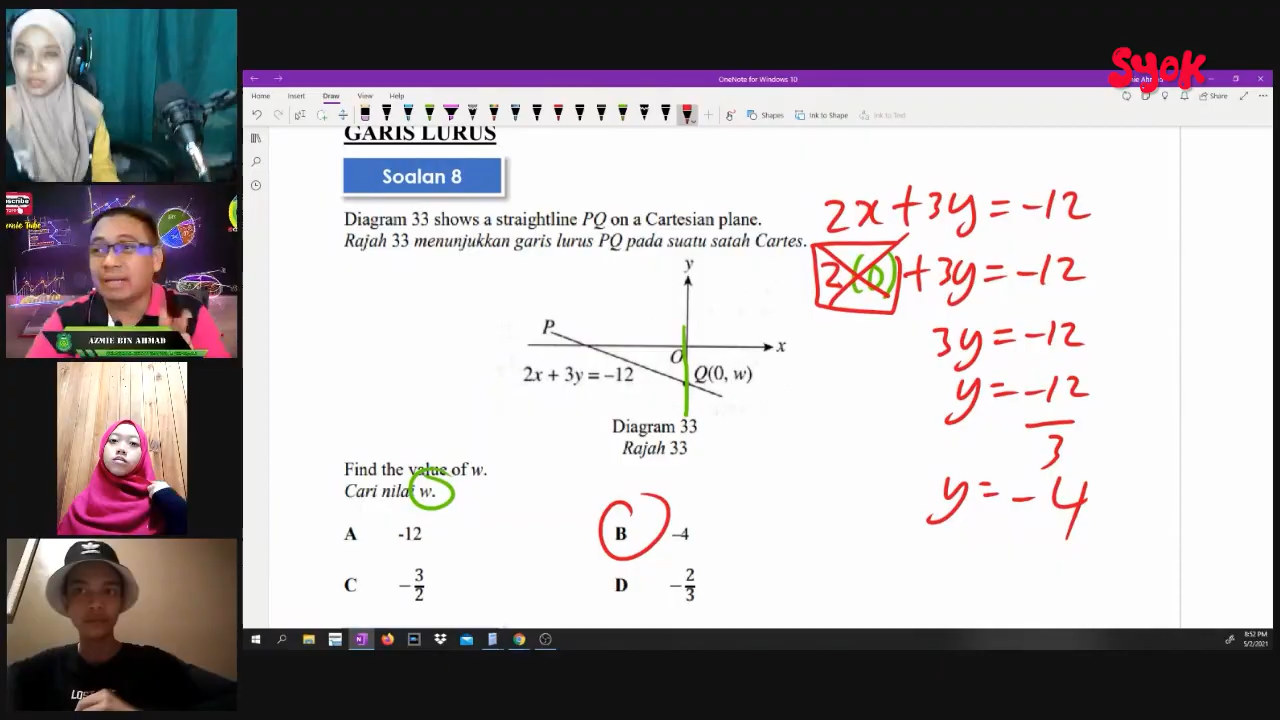 SYOK
OneNote for Windows 10
Home Insert Draw View Help
Share
Shapes Ink to Shape Ink to Text
GARIS LURUS
Soalan 8
Diagram 33 shows a straightline PQ on a Cartesian plane.
Rajah 33 menunjukkan garis lurus PQ pada suatu satah Cartes.
y
P
O
x
2x + 3y = –12
Q(0, w)
Diagram 33
Rajah 33
Find the value of w.
Cari nilai w.
A -12
B –4
C –3/2
D –2/3
2x + 3y = -12
2(0) + 3y = -12
3y = -12
y = -12/3
y = -4
AZMIE BIN AHMAD
8:52 PM
5/2/2021